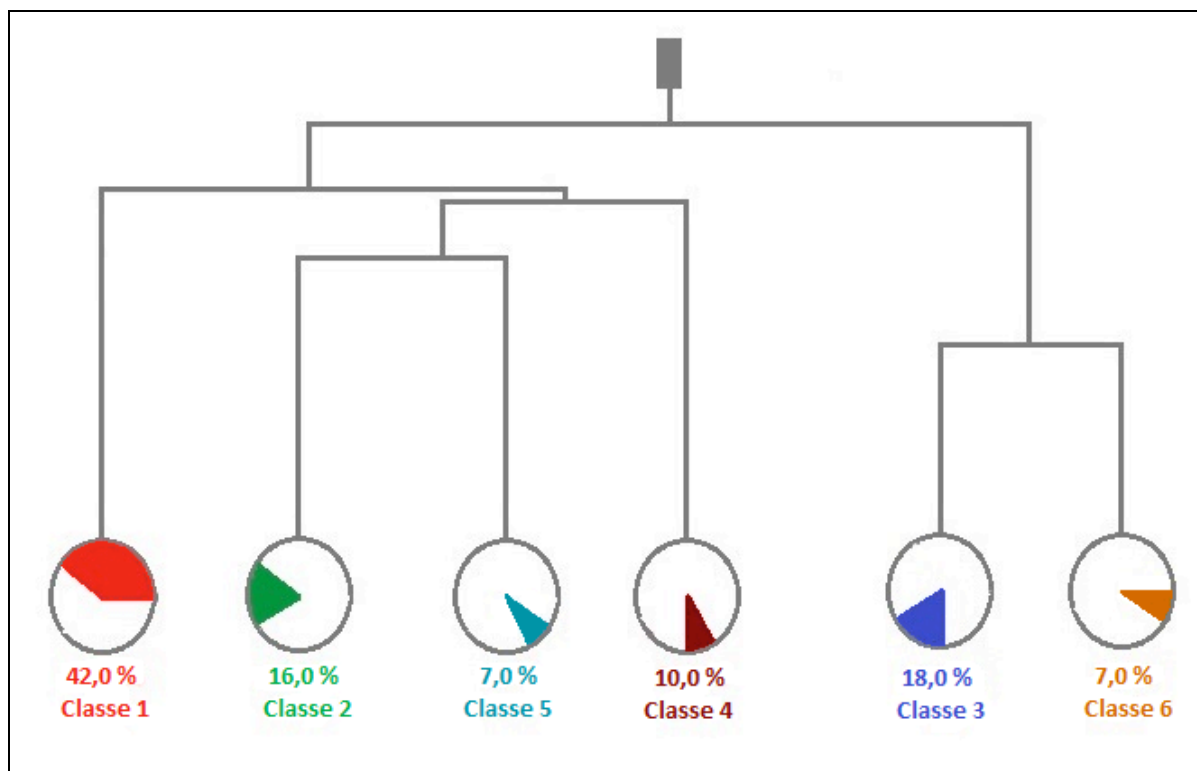 42,0 %
Classe 1
16,0 %
Classe 2
7,0 %
Classe 5
10,0 %
Classe 4
18,0 %
Classe 3
7,0 %
Classe 6